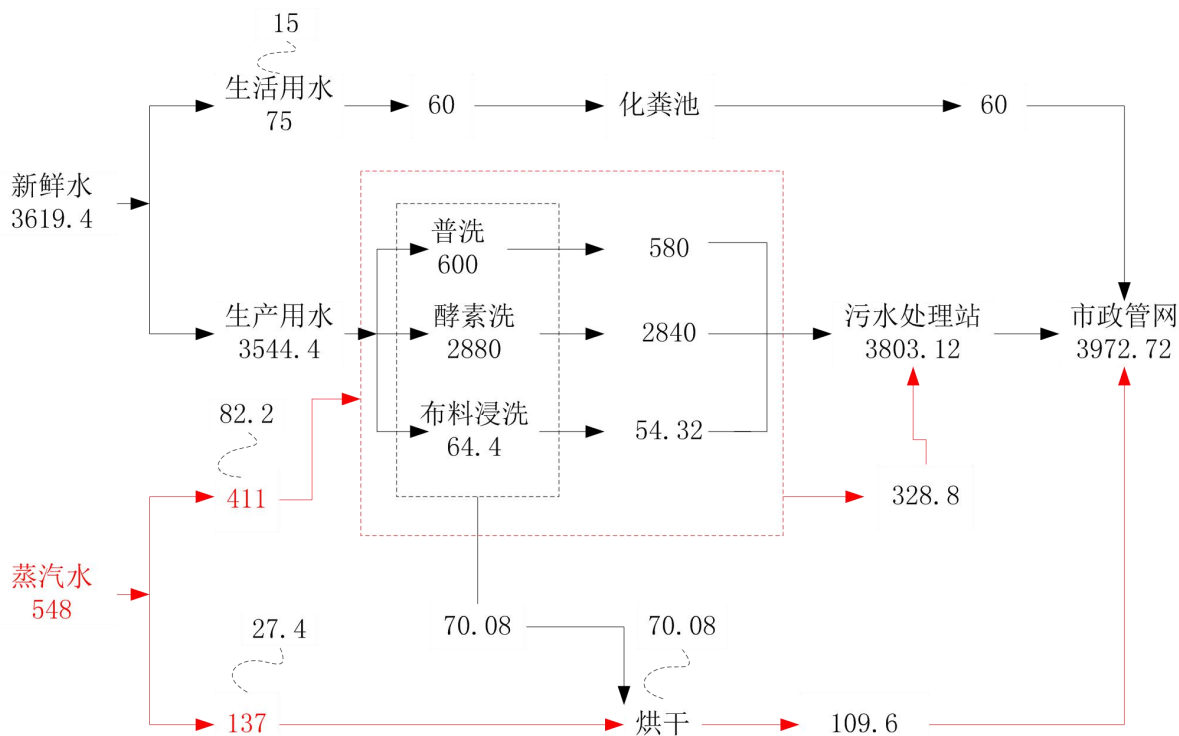 15
生活用水
75
60
化粪池
60
新鲜水
3619.4
普洗
600
580
生产用水
3544.4
酵素洗
2880
2840
污水处理站
3803.12
市政管网
3972.72
82.2
布料浸洗
64.4
54.32
411
328.8
蒸汽水
548
27.4
70.08
70.08
137
烘干
109.6